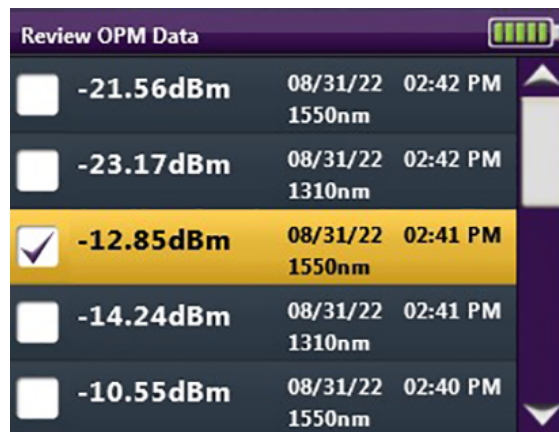 Review OPM Data
-21.56dBm 08/31/22 02:42 PM
1550nm
-23.17dBm 08/31/22 02:42 PM
1310nm
-12.85dBm 08/31/22 02:41 PM
1550nm
-14.24dBm 08/31/22 02:41 PM
1310nm
-10.55dBm 08/31/22 02:40 PM
1550nm